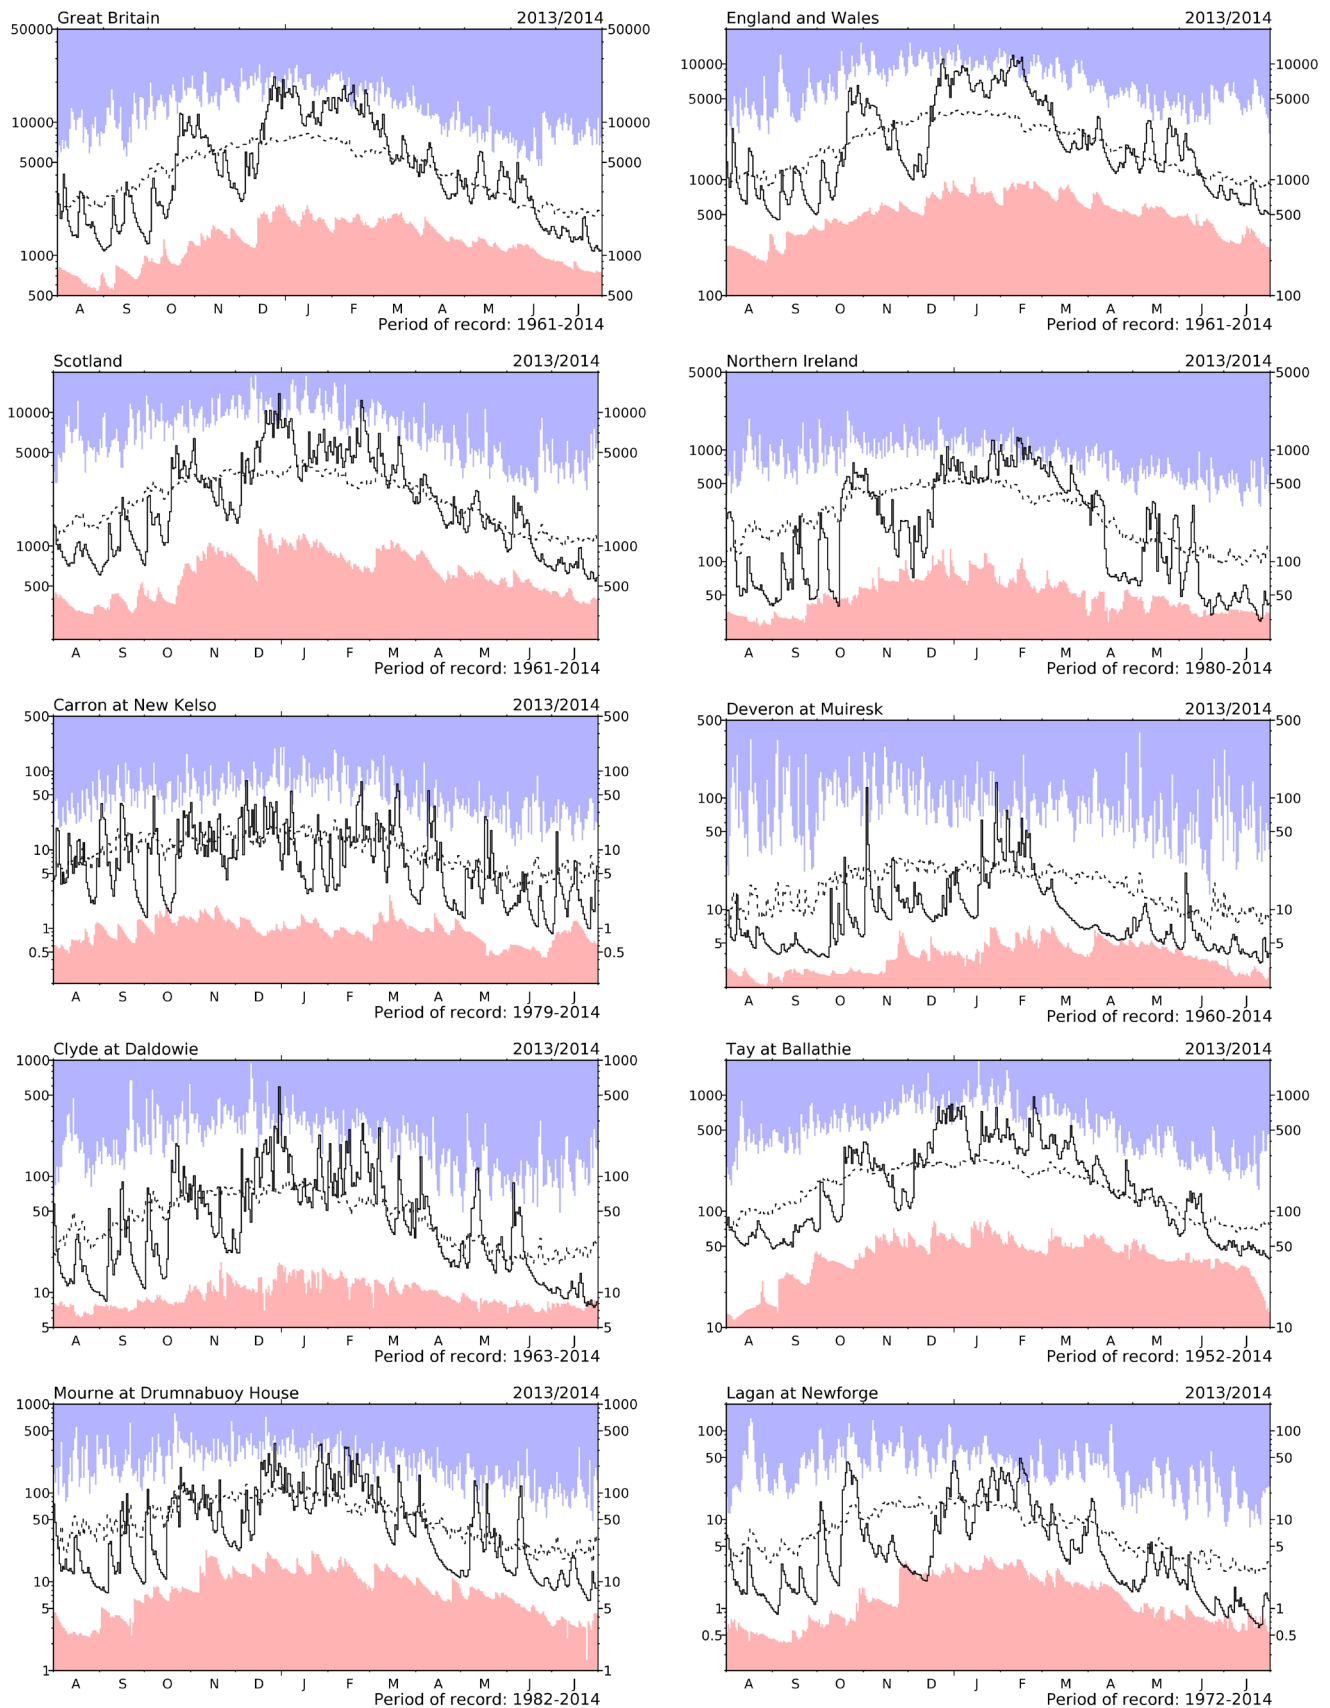 Great Britain 2013/2014
50000 50000
10000 10000
5000 5000
1000 1000
500 500
A S O N D J F M A M J J
Period of record: 1961-2014
England and Wales 2013/2014
10000 10000
5000 5000
1000 1000
500 500
100 100
A S O N D J F M A M J J
Period of record: 1961-2014
Scotland 2013/2014
10000 10000
5000 5000
1000 1000
500 500
A S O N D J F M A M J J
Period of record: 1961-2014
Northern Ireland 2013/2014
5000 5000
1000 1000
500 500
100 100
50 50
A S O N D J F M A M J J
Period of record: 1980-2014
Carron at New Kelso 2013/2014
500 500
100 100
50 50
10 10
5 5
1 1
0.5 0.5
A S O N D J F M A M J J
Period of record: 1979-2014
Deveron at Muiresk 2013/2014
500 500
100 100
50 50
10 10
5 5
A S O N D J F M A M J J
Period of record: 1960-2014
Clyde at Daldowie 2013/2014
1000 1000
500 500
100 100
50 50
10 10
5 5
A S O N D J F M A M J J
Period of record: 1963-2014
Tay at Ballathie 2013/2014
1000 1000
500 500
100 100
50 50
10 10
A S O N D J F M A M J J
Period of record: 1952-2014
Mourne at Drumnabuoy House 2013/2014
1000 1000
500 500
100 100
50 50
10 10
5 5
1 1
A S O N D J F M A M J J
Period of record: 1982-2014
Lagan at Newforge 2013/2014
100 100
50 50
10 10
5 5
1 1
0.5 0.5
A S O N D J F M A M J J
Period of record: 1972-2014